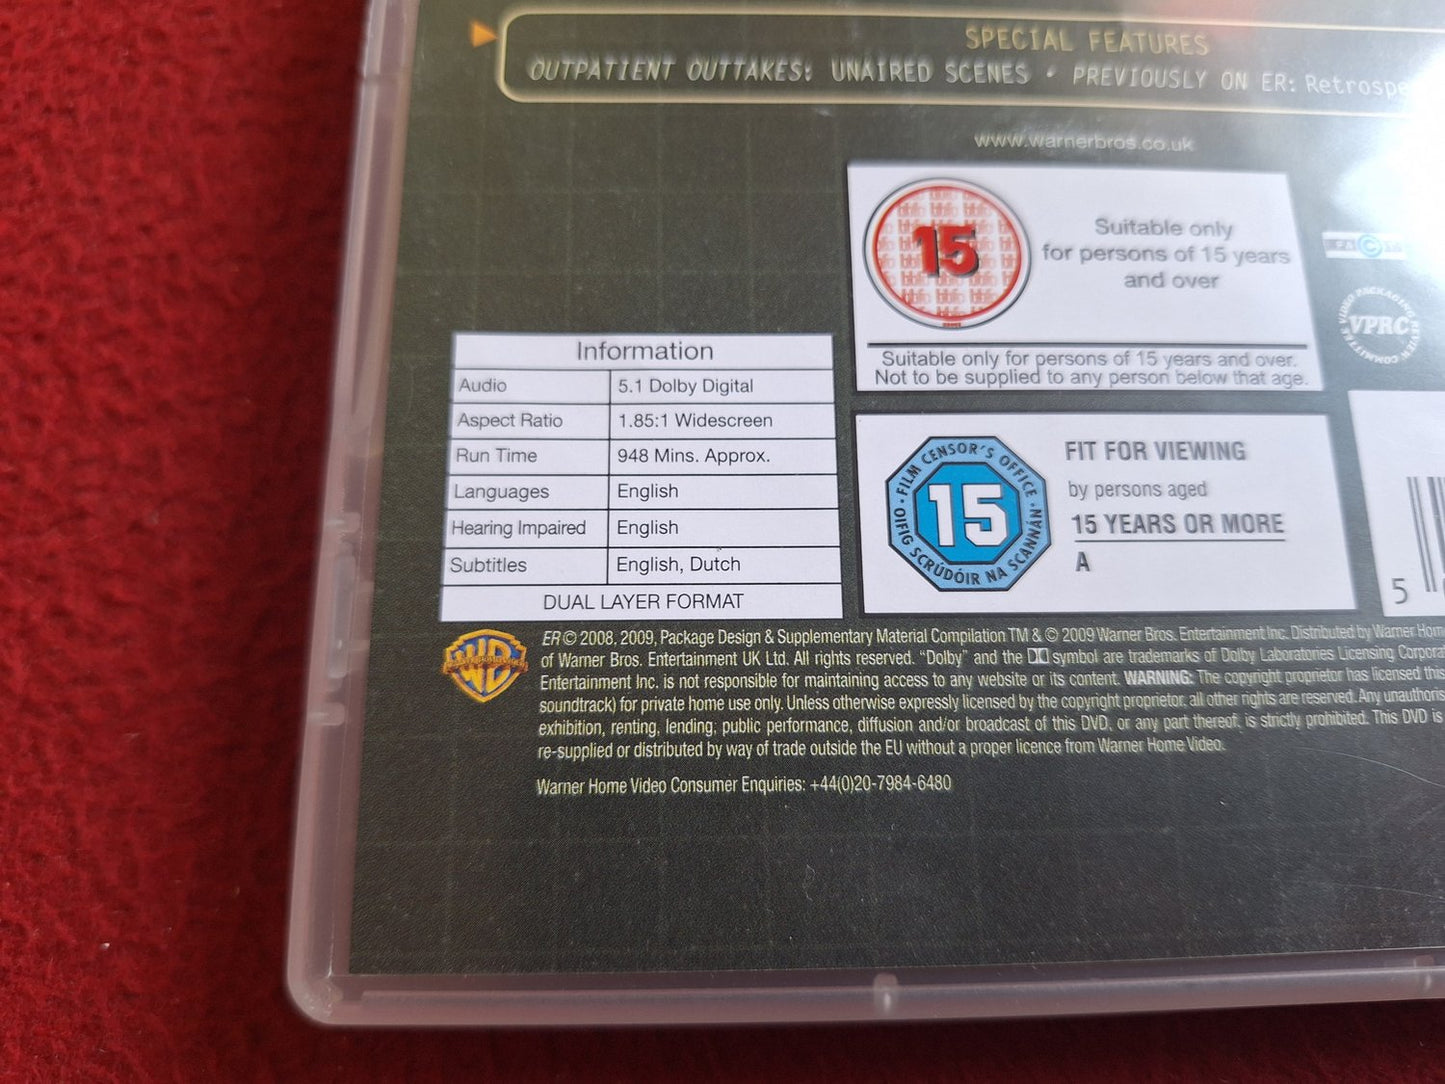 SPECIAL FEATURES
OUTPATIENT OUTTAKES: UNAIRED SCENES • PREVIOUSLY ON ER: Retrospe
www.warnerbros.co.uk
15
Suitable only
for persons of 15 years
and over
Suitable only for persons of 15 years and over.
Not to be supplied to any person below that age.
VIDEO PACKAGING REVIEW COMMITTEE
VPRC
Information
Audio 5.1 Dolby Digital
Aspect Ratio 1.85:1 Widescreen
Run Time 948 Mins. Approx.
Languages English
Hearing Impaired English
Subtitles English, Dutch
DUAL LAYER FORMAT
FILM CENSOR'S OFFICE
15
OIFIG SCRÚDÓIR NA SCANNÁN
FIT FOR VIEWING
by persons aged
15 YEARS OR MORE
A
5
WB
ER © 2008, 2009, Package Design & Supplementary Material Compilation TM & © 2009 Warner Bros. Entertainment Inc. Distributed by Warner Hom
of Warner Bros. Entertainment UK Ltd. All rights reserved. "Dolby" and the symbol are trademarks of Dolby Laboratories Licensing Corpora
Entertainment Inc. is not responsible for maintaining access to any website or its content. WARNING: The copyright proprietor has licensed this
soundtrack) for private home use only. Unless otherwise expressly licensed by the copyright proprietor, all other rights are reserved. Any unauthoris
exhibition, renting, lending, public performance, diffusion and/or broadcast of this DVD, or any part thereof, is strictly prohibited. This DVD is
re-supplied or distributed by way of trade outside the EU without a proper licence from Warner Home Video.
Warner Home Video Consumer Enquiries: +44(0)20-7984-6480